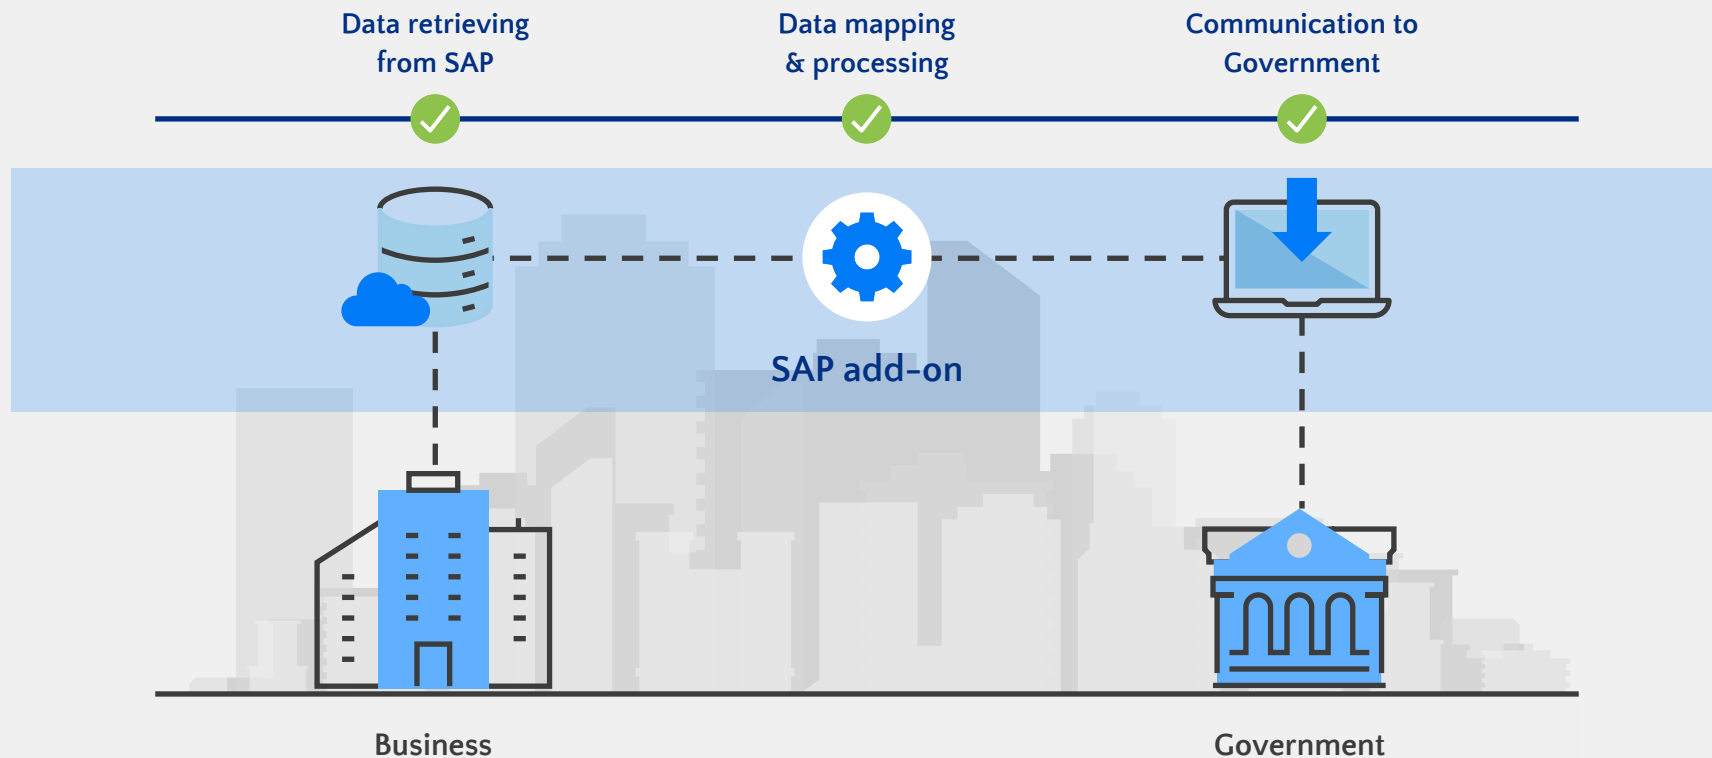 Data retrieving
from SAP
Data mapping
& processing
Communication to
Government
SAP add-on
Business
Government